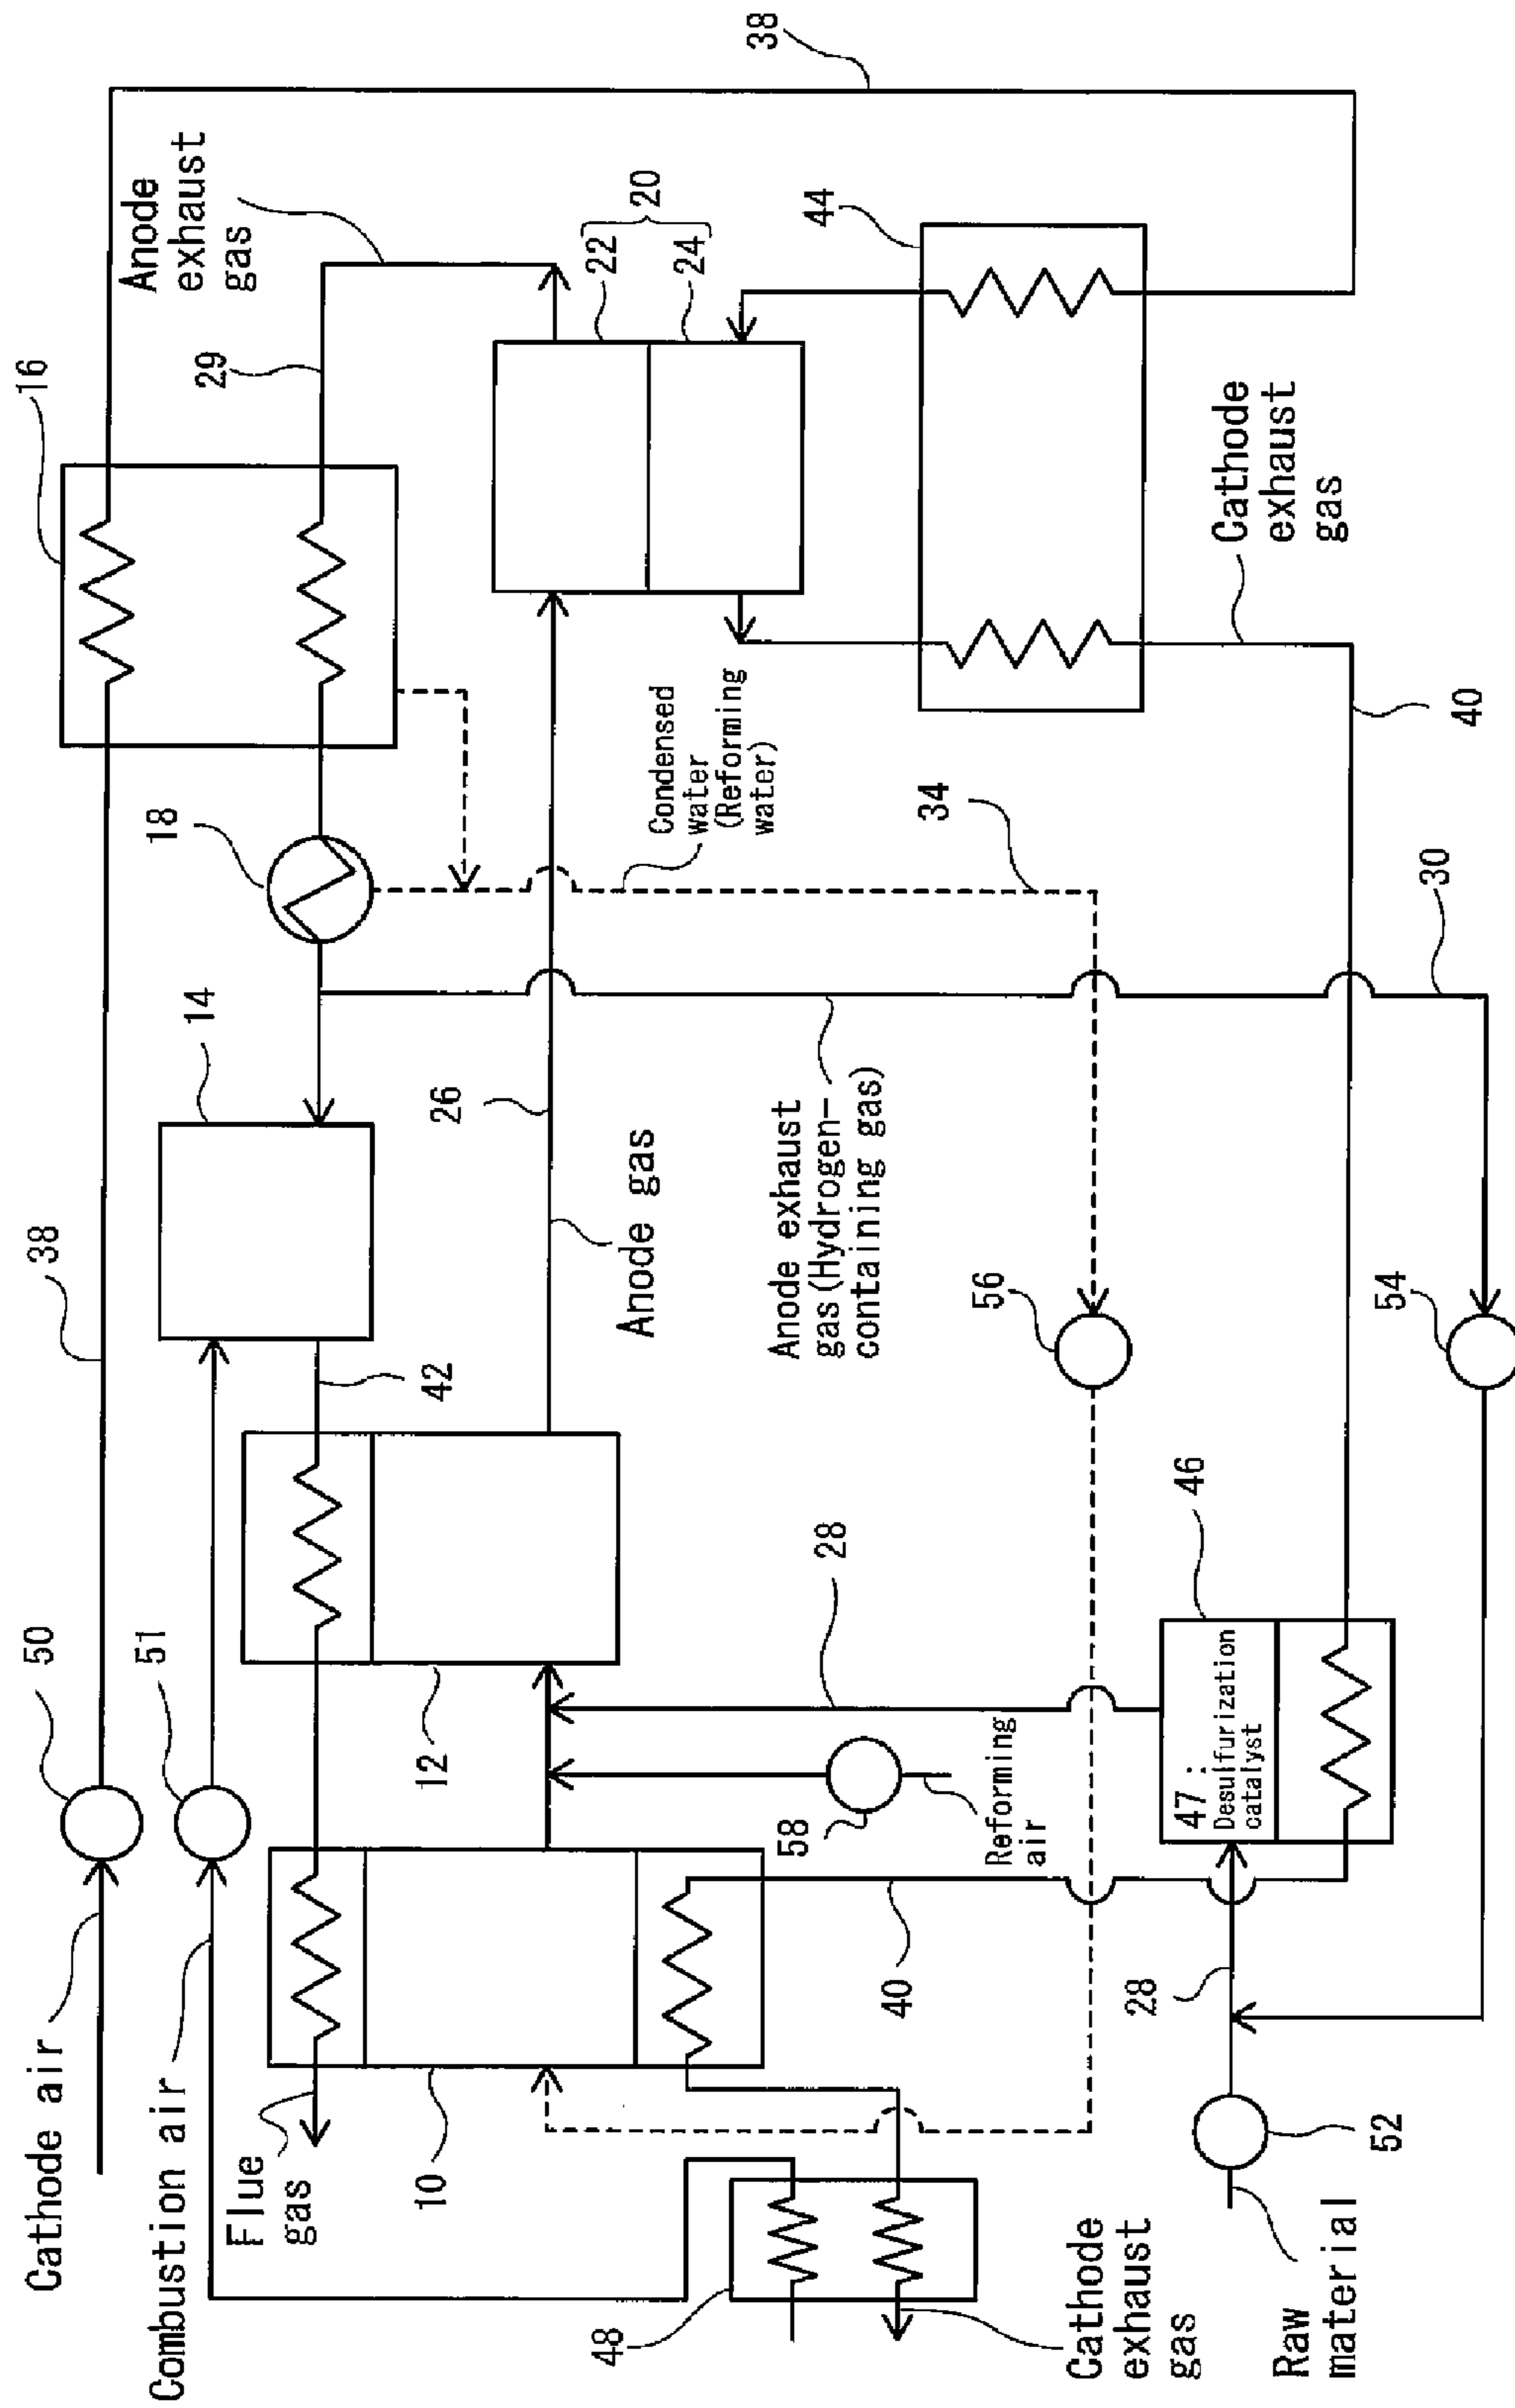 Cathode air
50
38
16
38
Combustion air
51
14
18
29
Anode
exhaust
gas
Flue
gas
42
26
20
22
24
10
12
Anode gas
Condensed
water
(Reforming
water)
44
48
58
Reforming
air
28
Anode exhaust
gas(Hydrogen-
containing gas)
34
40
56
Cathode
exhaust
gas
46
47:
Desulfurization
catalyst
28
Cathode
exhaust
gas
Raw
material
52
54
30
40